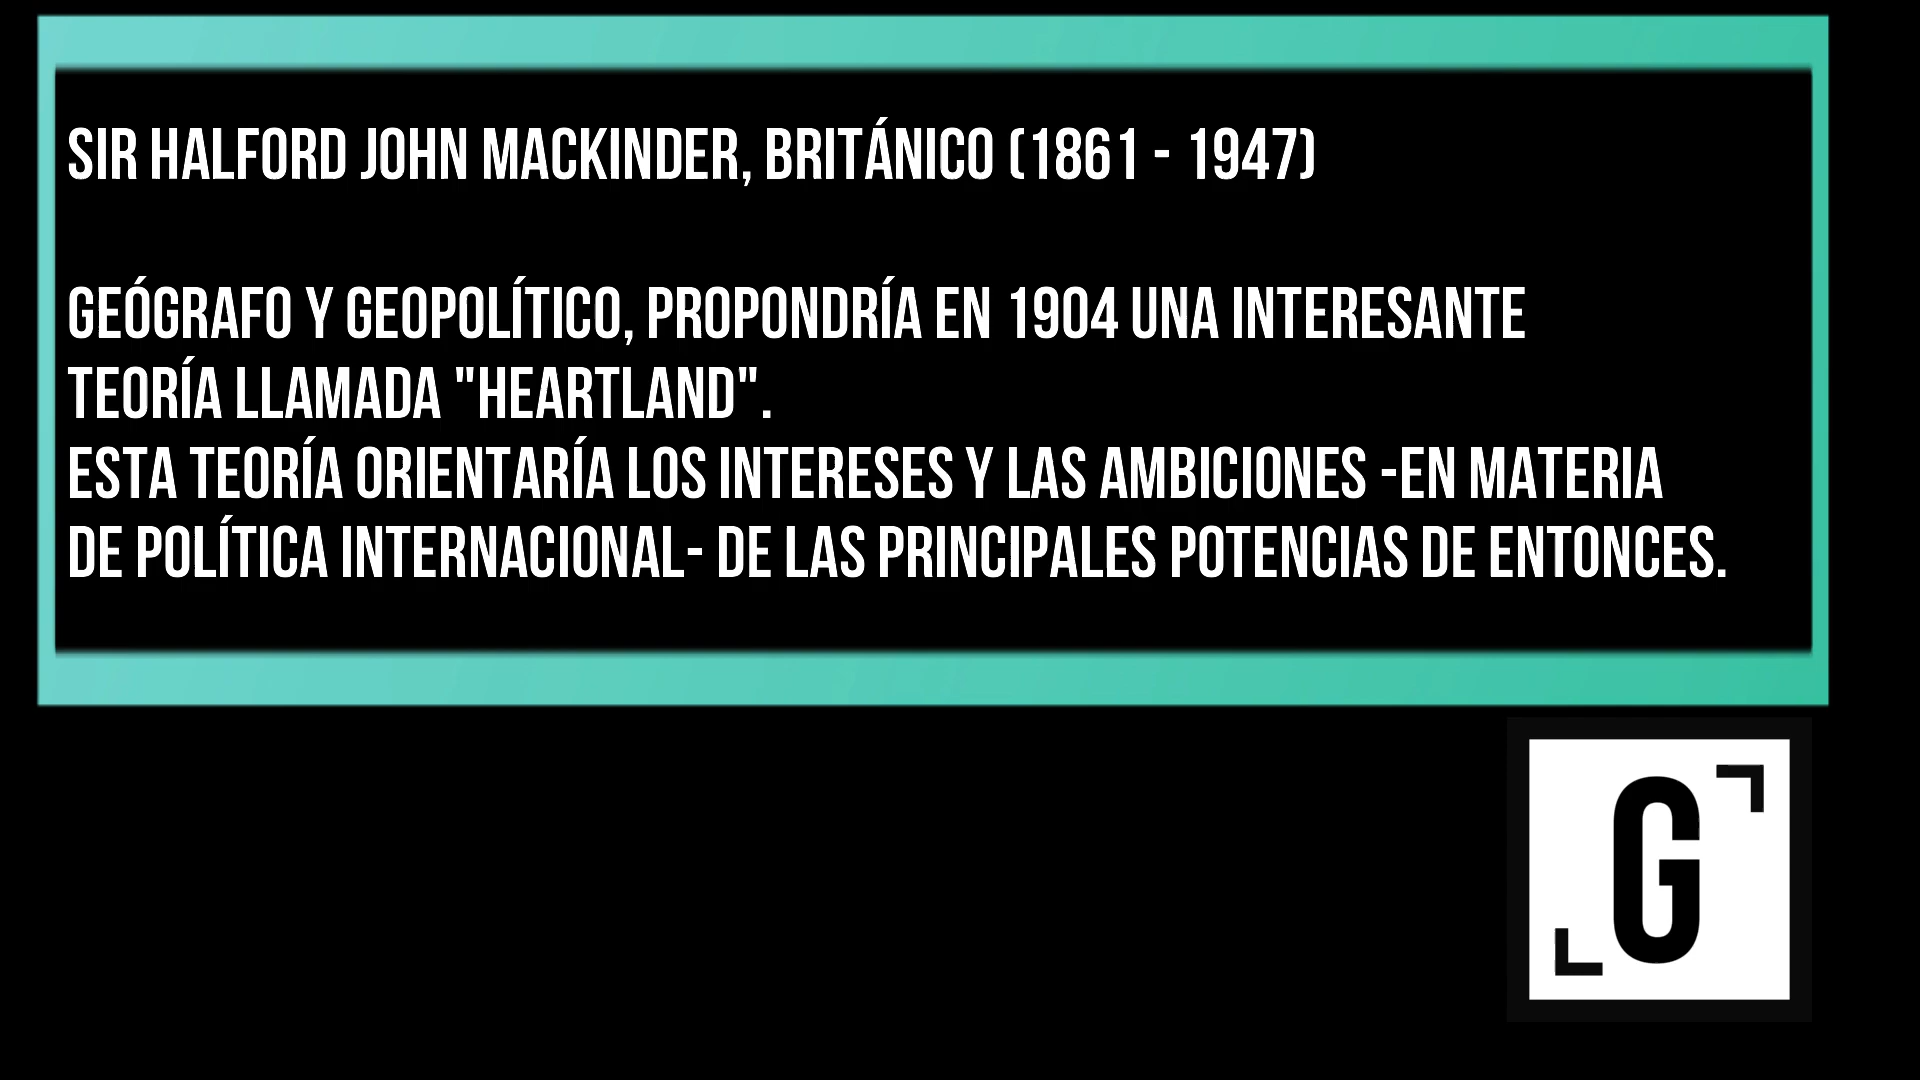 SIR HALFORD JOHN MACKINDER, BRITÁNICO (1861 - 1947)
GEÓGRAFO Y GEOPOLÍTICO, PROPONDRÍA EN 1904 UNA INTERESANTE
TEORÍA LLAMADA "HEARTLAND".
ESTA TEORÍA ORIENTARÍA LOS INTERESES Y LAS AMBICIONES -EN MATERIA
DE POLÍTICA INTERNACIONAL- DE LAS PRINCIPALES POTENCIAS DE ENTONCES.
G